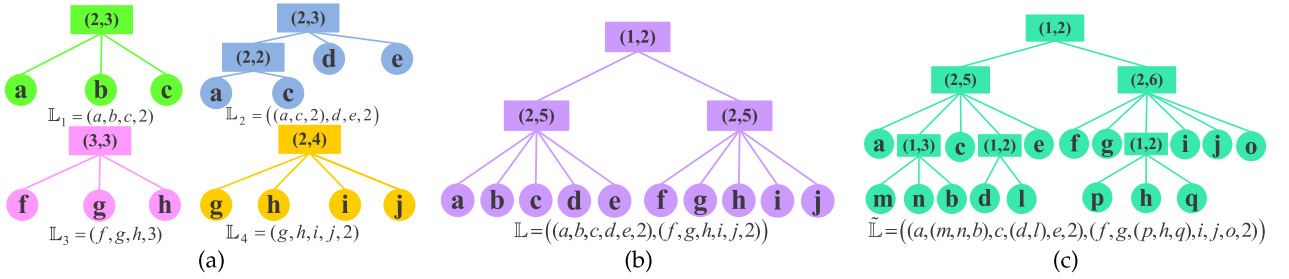 (2,3)
a b c
𝕃₁ = (a,b,c,2)
(2,3)
(2,2) d e
a c
𝕃₂ = ((a,c,2),d,e,2)
(3,3)
f g h
𝕃₃ = (f,g,h,3)
(2,4)
g h i j
𝕃₄ = (g,h,i,j,2)
(a)
(1,2)
(2,5) (2,5)
a b c d e f g h i j
𝕃=((a,b,c,d,e,2),(f,g,h,i,j,2))
(b)
(1,2)
(2,5) (2,6)
a (1,3) c (1,2) e f g (1,2) i j o
m n b d l p h q
𝕃̃=((a,(m,n,b),c,(d,l),e,2),(f,g,(p,h,q),i,j,o,2))
(c)